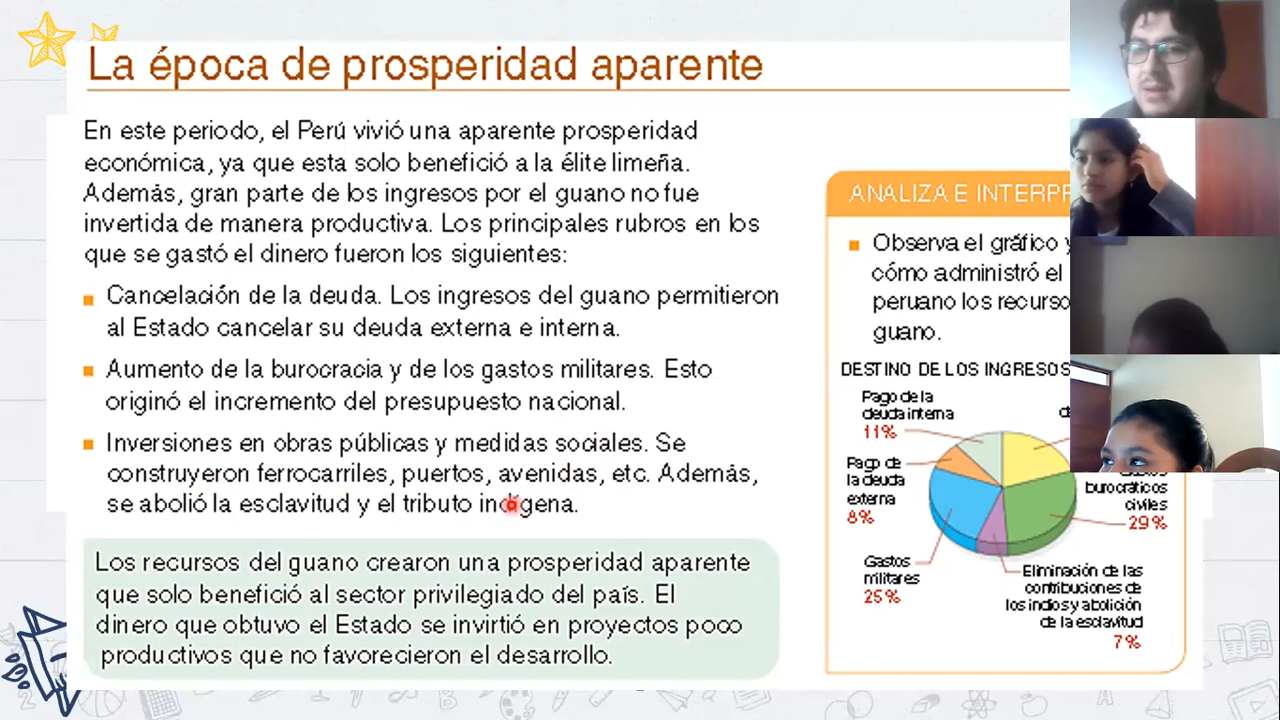 La época de prosperidad aparente
En este periodo, el Perú vivió una aparente prosperidad
económica, ya que esta solo benefició a la élite limeña.
Además, gran parte de los ingresos por el guano no fue
invertida de manera productiva. Los principales rubros en los
que se gastó el dinero fueron los siguientes:
Cancelación de la deuda. Los ingresos del guano permitieron
al Estado cancelar su deuda externa e interna.
Aumento de la burocracia y de los gastos militares. Esto
originó el incremento del presupuesto nacional.
Inversiones en obras públicas y medidas sociales. Se
construyeron ferrocarriles, puertos, avenidas, etc. Además,
se abolió la esclavitud y el tributo indígena.
Los recursos del guano crearon una prosperidad aparente
que solo benefició al sector privilegiado del país. El
dinero que obtuvo el Estado se invirtió en proyectos poco
productivos que no favorecieron el desarrollo.
ANALIZA E
Observa el gráfico y
cómo administró el
peruano los
guano.
DESTINO DE LOS INGRESOS
Pago de la
deuda interna
11%
Pago de
la deuda
externa
8%
Gastos
militares
25%
burocráticos
civiles
29%
Eliminación de las
contribuciones de
los indios y abolición
de la esclavitud
7%